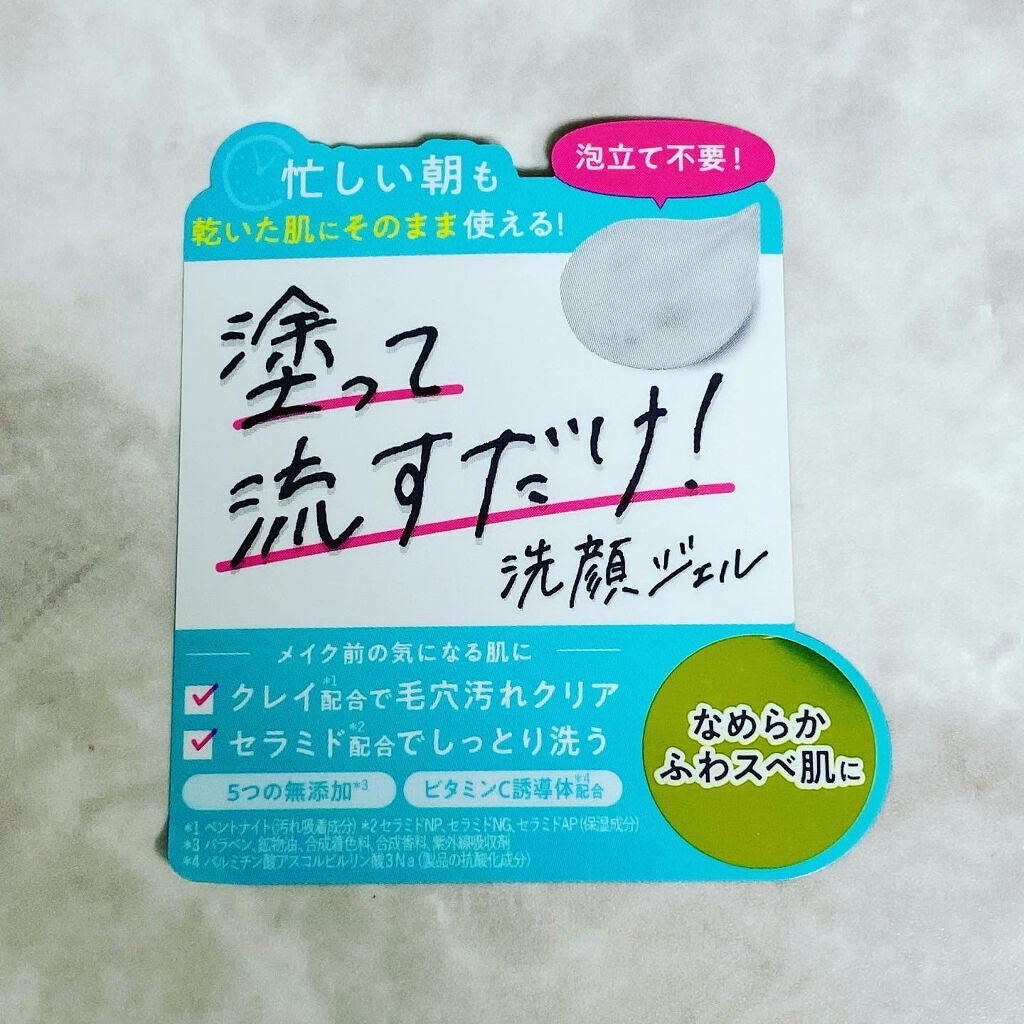 忙しい朝も
乾いた肌にそのまま使える!
泡立て不要!
塗って
流すだけ!
洗顔ジェル
メイク前の気になる肌に
クレイ*1配合で毛穴汚れクリア
セラミド*2配合でしっとり洗う
5つの無添加*3
ビタミンC誘導体*4配合
なめらか
ふわスベ肌に
*1 ベントナイト(汚れ吸着成分) *2 セラミドNP、セラミドNG、セラミドAP(保湿成分)
*3 パラベン、鉱物油、合成着色料、合成香料、紫外線吸収剤
*4 パルミチン酸アスコルビルリン酸3Na(製品の抗酸化成分)